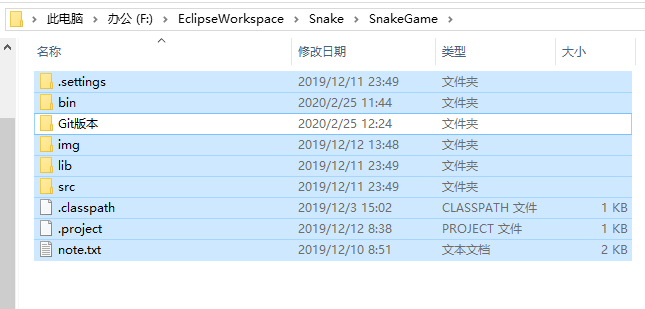 此电脑 > 办公 (F:) > EclipseWorkspace > Snake > SnakeGame >
名称 修改日期 类型 大小
.settings 2019/12/11 23:49 文件夹
bin 2020/2/25 11:44 文件夹
Git版本 2020/2/25 12:24 文件夹
img 2019/12/12 13:48 文件夹
lib 2019/12/11 23:49 文件夹
src 2019/12/11 23:49 文件夹
.classpath 2019/12/3 15:02 CLASSPATH 文件 1 KB
.project 2019/12/12 8:38 PROJECT 文件 1 KB
note.txt 2019/12/10 8:51 文本文档 2 KB